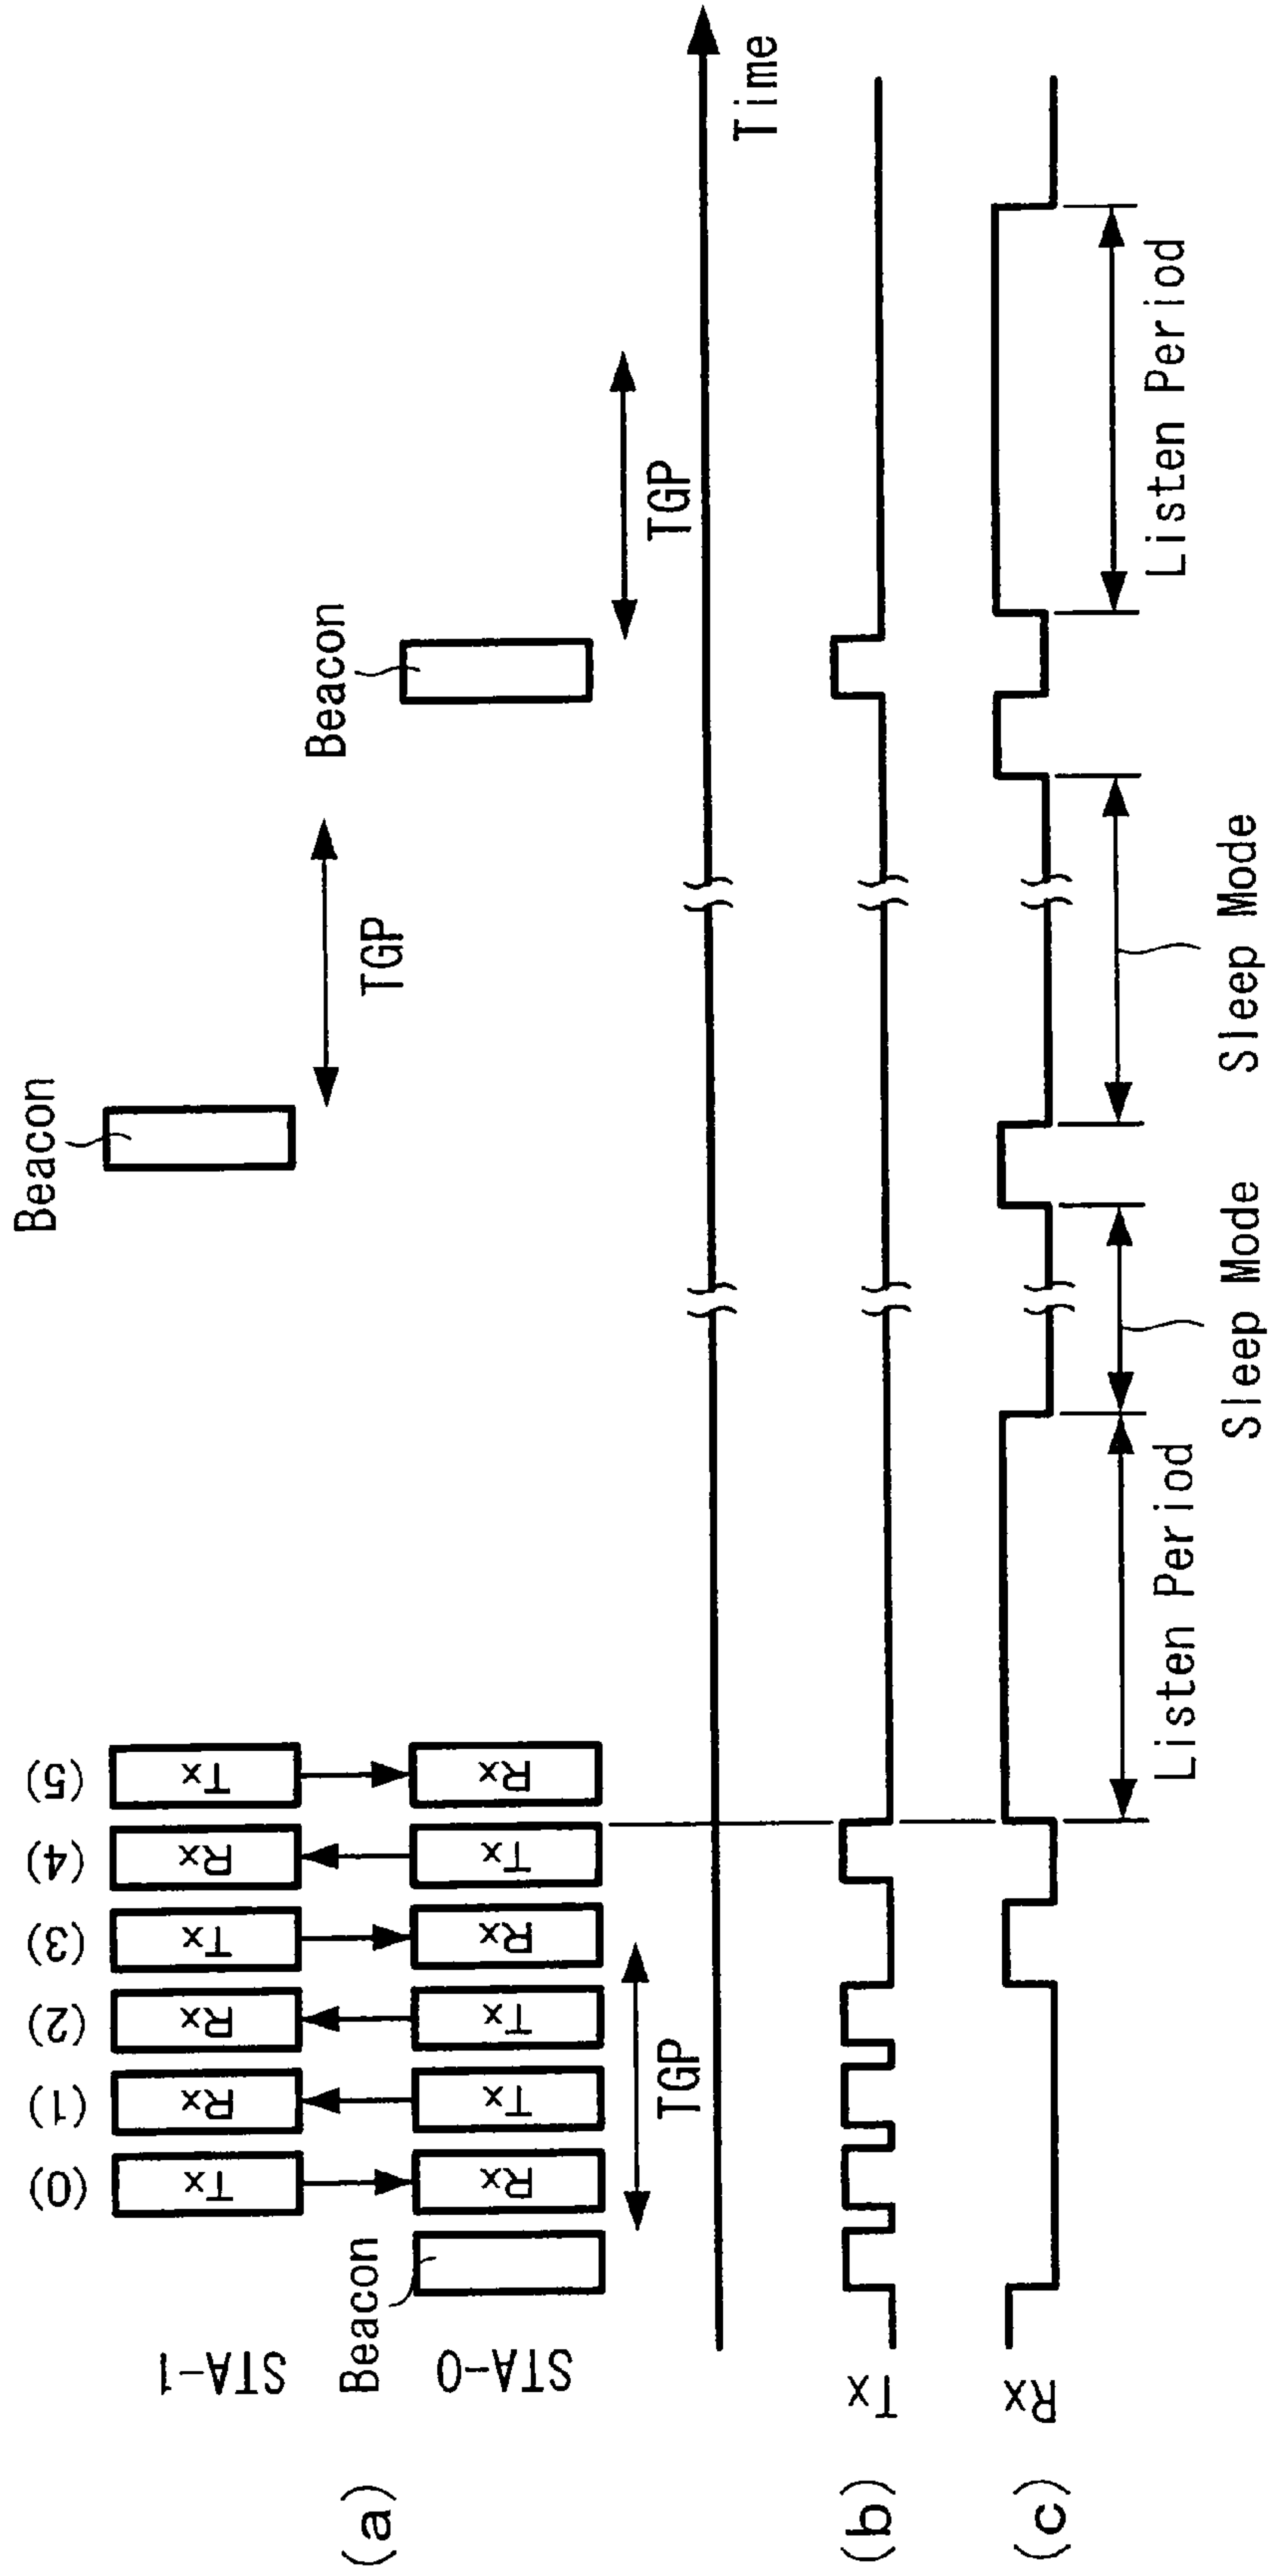 (a)
STA-1
(0)
(1)
(2)
(3)
(4)
(5)
Tx
Rx
Rx
Tx
Rx
Tx
Beacon
TGP
Beacon
STA-0
Beacon
Rx
Tx
Tx
Rx
Tx
Rx
Beacon
TGP
TGP
Time
(b)
Tx
(c)
Rx
Listen Period
Sleep Mode
Sleep Mode
Listen Period